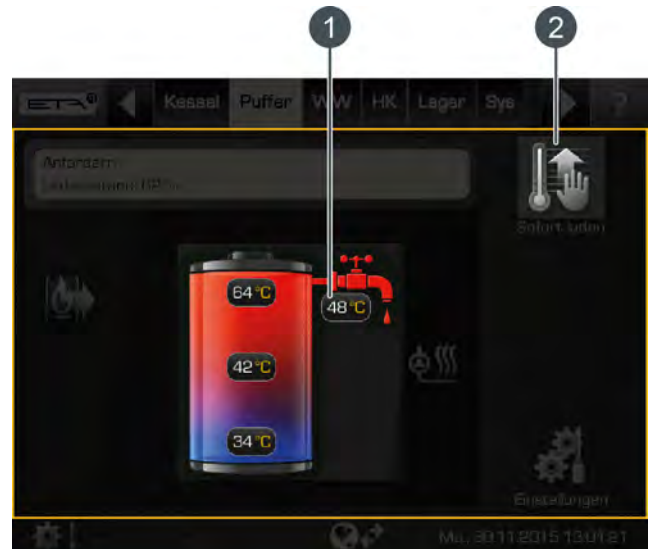 1 2
ETA
Kessel Puffer WW HK Lager Sys ?
Anfordern
Sofort laden
64°C
48°C
42°C
34°C
Einstellungen
30.11.2015 13:01:21